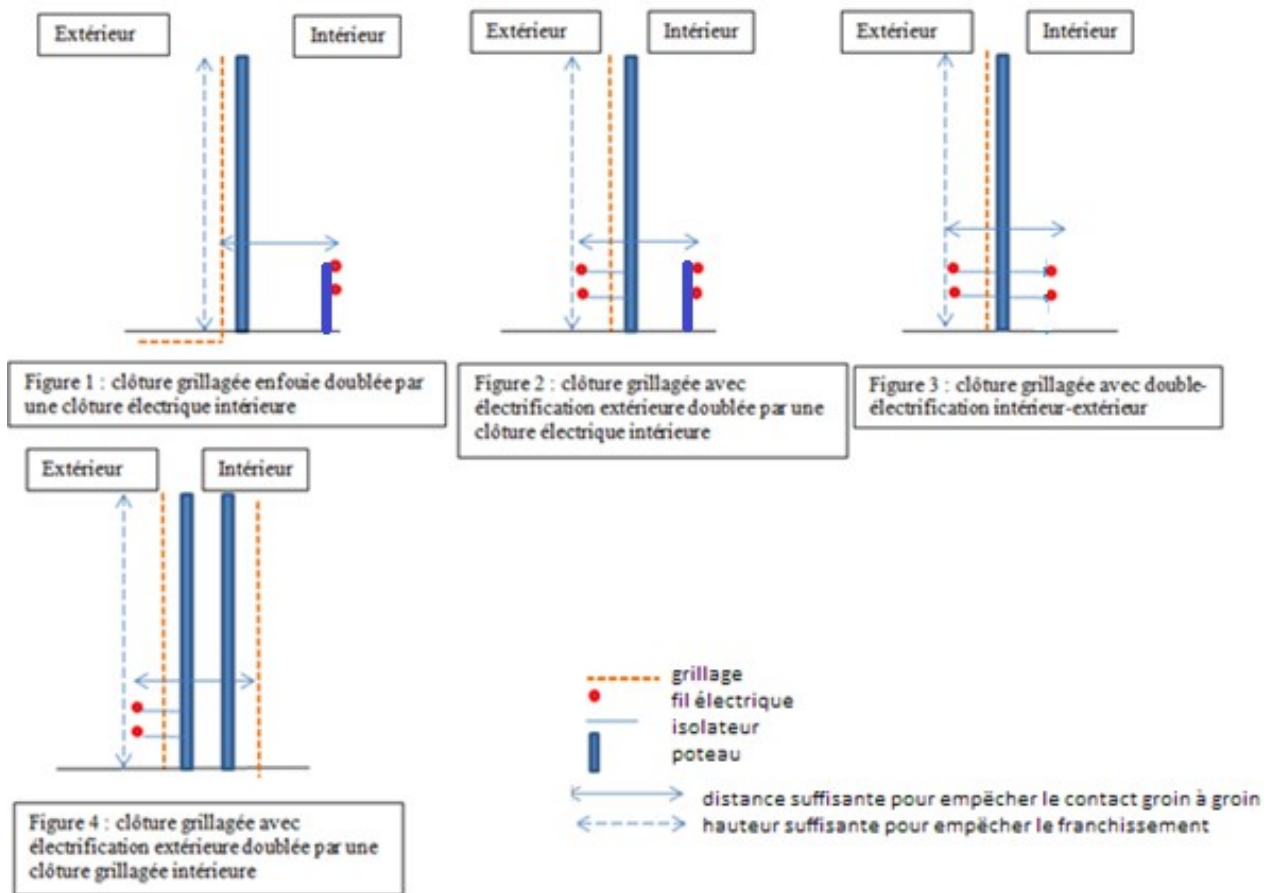 Extérieur
Intérieur
Extérieur
Intérieur
Extérieur
Intérieur
Figure 1 : clôture grillagée enfouie doublée par
une clôture électrique intérieure
Figure 2 : clôture grillagée avec
électrification extérieure doublée par une
clôture électrique intérieure
Figure 3 : clôture grillagée avec double-
électrification intérieur-extérieur
Extérieur
Intérieur
Figure 4 : clôture grillagée avec
électrification extérieure doublée par une
clôture grillagée intérieure
grillage
fil électrique
isolateur
poteau
distance suffisante pour empëcher le contact groin à groin
hauteur suffisante pour empëcher le franchissement